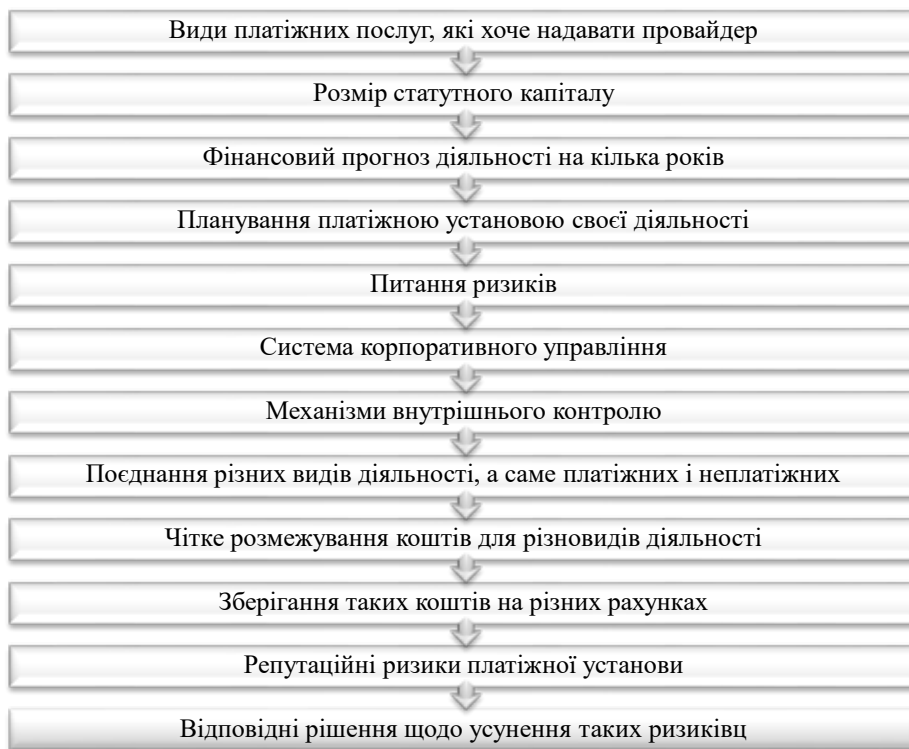 Види платіжних послуг, які хоче надавати провайдер
Розмір статутного капіталу
Фінансовий прогноз діяльності на кілька років
Планування платіжною установою своєї діяльності
Питання ризиків
Система корпоративного управління
Механізми внутрішнього контролю
Поєднання різних видів діяльності, а саме платіжних і неплатіжних
Чітке розмежування коштів для різновидів діяльності
Зберігання таких коштів на різних рахунках
Репутаційні ризики платіжної установи
Відповідні рішення щодо усунення таких ризиківц